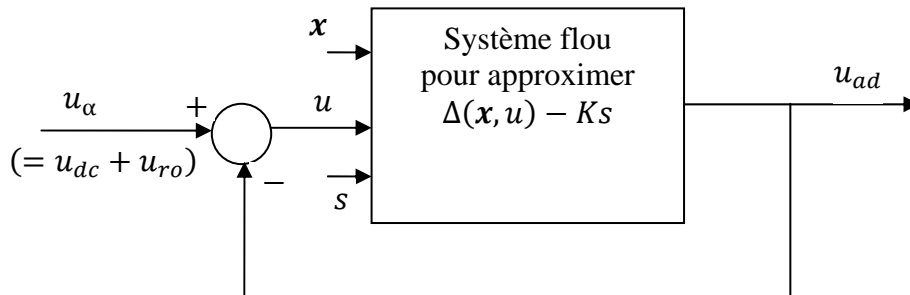 x
Système flou
pour approximer
Δ(x, u) − Ks
u_ad
u_α
+
u
(= u_dc + u_ro)
−
s